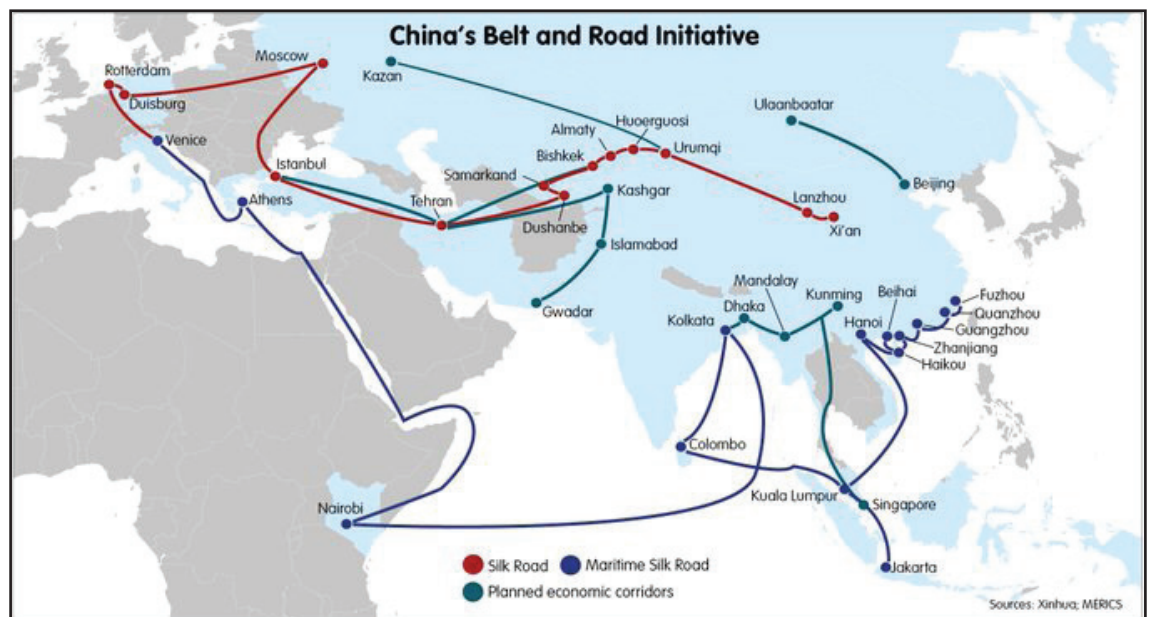 China's Belt and Road Initiative
Moscow
Rotterdam
Duisburg
Kazan
Ulaanbaatar
Venice
Huoerguosi
Almaty
Urumqi
Bishkek
Istanbul
Samarkand
Kashgar
Beijing
Athens
Tehran
Lanzhou
Dushanbe
Xi'an
Islamabad
Gwadar
Mandalay
Kunming
Beihai
Fuzhou
Dhaka
Quanzhou
Kolkata
Hanoi
Guangzhou
Zhanjiang
Haikou
Colombo
Kuala Lumpur
Singapore
Nairobi
Jakarta
Silk Road
Maritime Silk Road
Planned economic corridors
Sources: Xinhua; MERICS